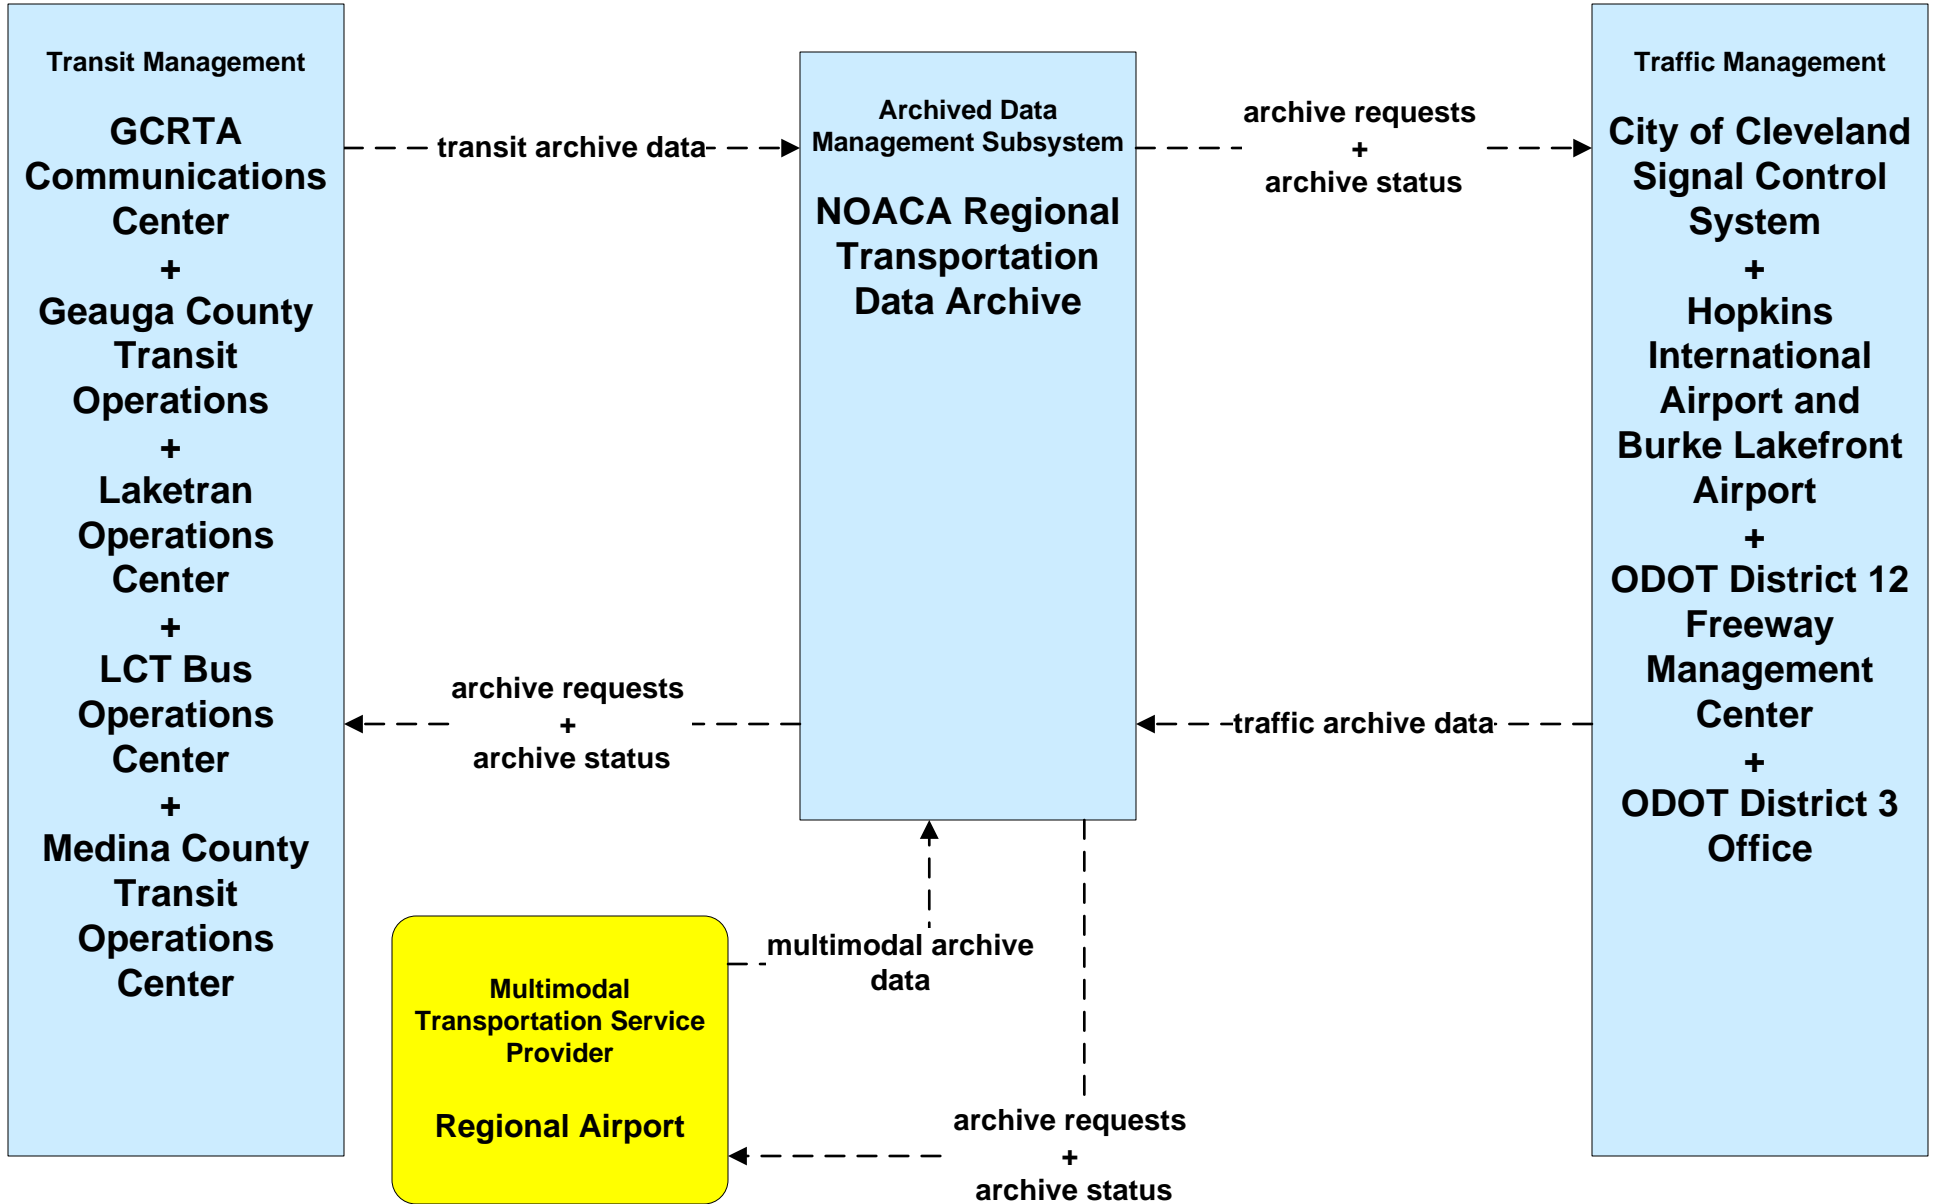 Transit Management
GCRTA
Communications
Center
+
Geauga County
Transit
Operations
+
Laketran
Operations
Center
+
LCT Bus
Operations
Center
+
Medina County
Transit
Operations
Center
transit archive data
archive requests
+
archive status
Archived Data
Management Subsystem
NOACA Regional
Transportation
Data Archive
archive requests
+
archive status
traffic archive data
Traffic Management
City of Cleveland
Signal Control
System
+
Hopkins
International
Airport and
Burke Lakefront
Airport
+
ODOT District 12
Freeway
Management
Center
+
ODOT District 3
Office
Multimodal
Transportation Service
Provider
Regional Airport
multimodal archive
data
archive requests
+
archive status